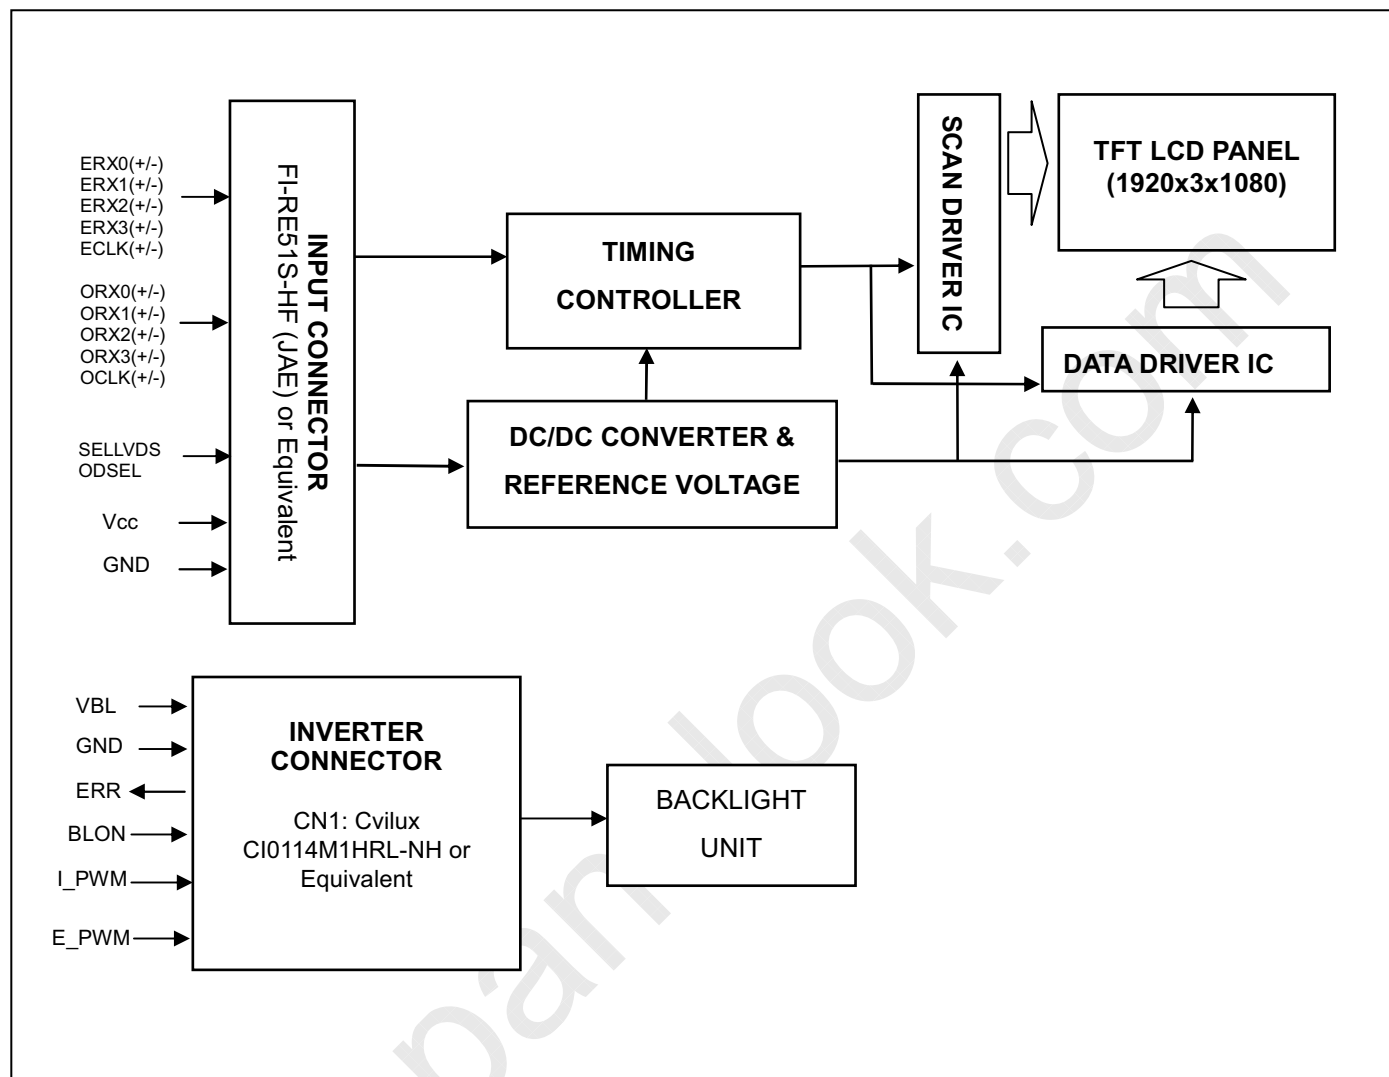 ERX0(+/-)
ERX1(+/-)
ERX2(+/-)
ERX3(+/-)
ECLK(+/-)
ORX0(+/-)
ORX1(+/-)
ORX2(+/-)
ORX3(+/-)
OCLK(+/-)
SELLVDS
ODSEL
Vcc
GND
INPUT CONNECTOR
FI-RE51S-HF (JAE) or Equivalent
TIMING
CONTROLLER
DC/DC CONVERTER &
REFERENCE VOLTAGE
SCAN DRIVER IC
TFT LCD PANEL
(1920x3x1080)
DATA DRIVER IC
VBL
GND
ERR
BLON
I_PWM
E_PWM
INVERTER
CONNECTOR
CN1: Cvilux
CI0114M1HRL-NH or
Equivalent
BACKLIGHT
UNIT
panlook.com